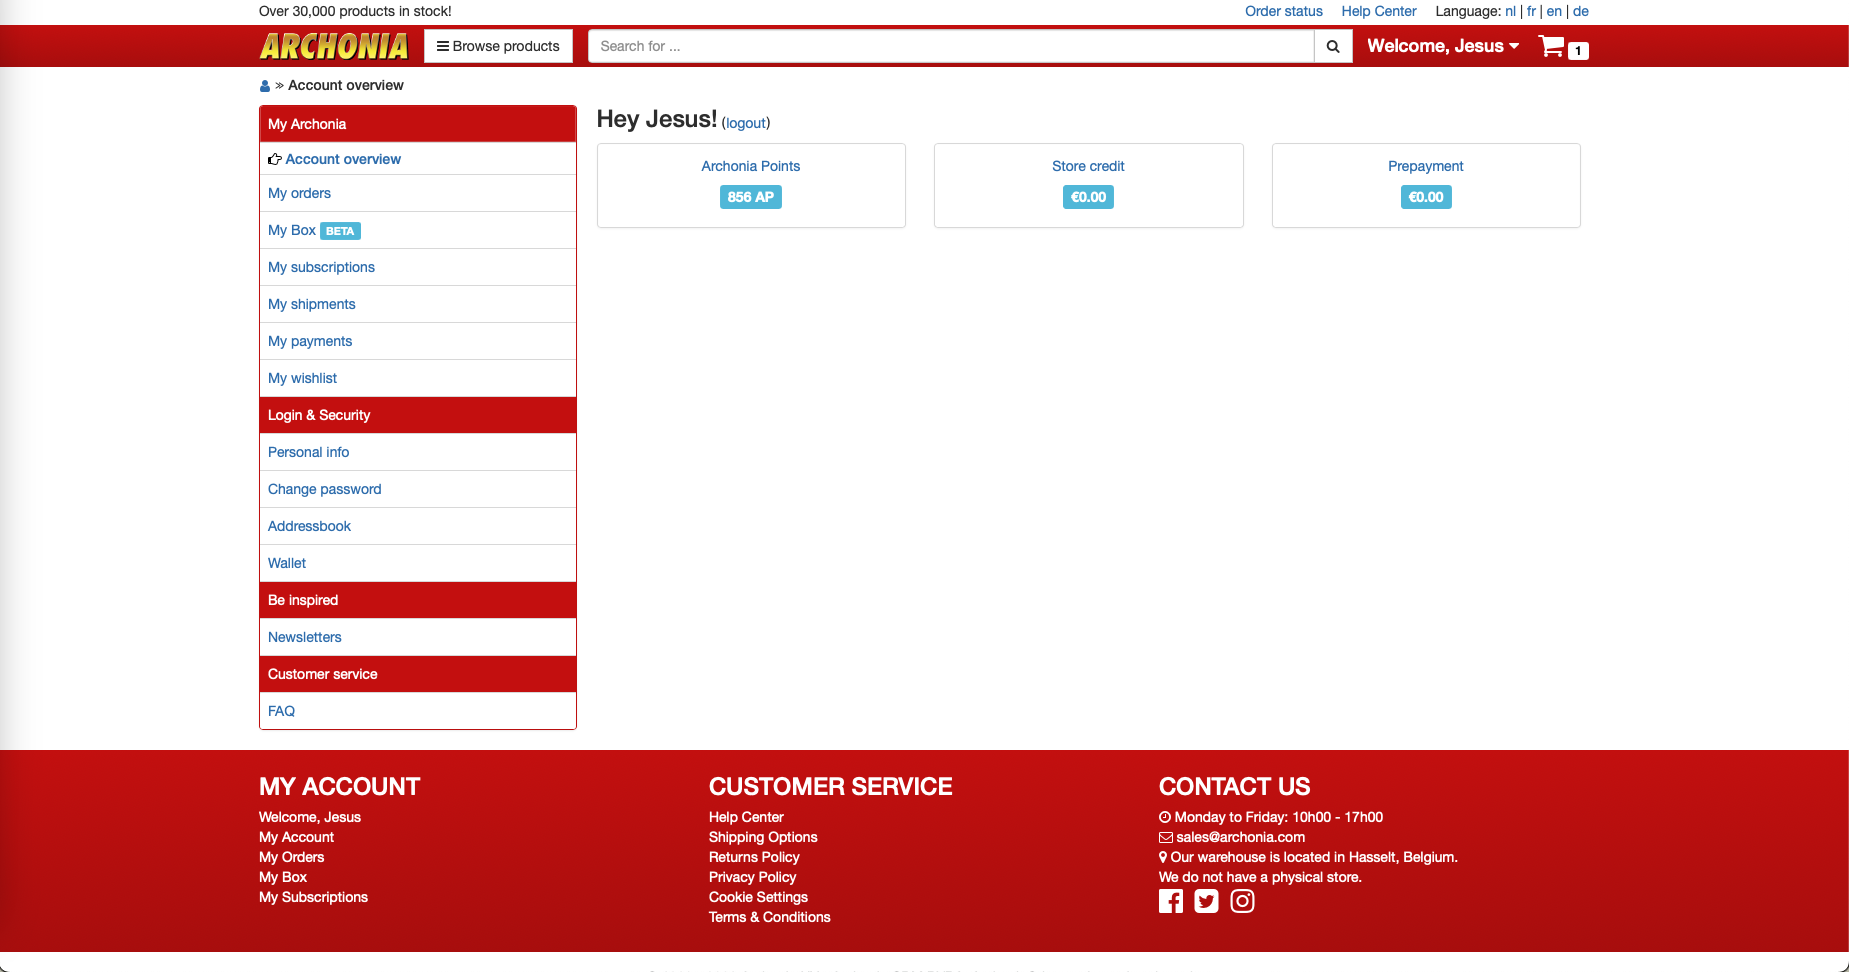 Over 30,000 products in stock!
Order status Help Center Language: nl | fr | en | de
ARCHONIA Browse products Search for ... Welcome, Jesus 1
» Account overview
My Archonia
Account overview
My orders
My Box BETA
My subscriptions
My shipments
My payments
My wishlist
Login & Security
Personal info
Change password
Addressbook
Wallet
Be inspired
Newsletters
Customer service
FAQ
Hey Jesus! (logout)
Archonia Points
856 AP
Store credit
€0.00
Prepayment
€0.00
MY ACCOUNT
Welcome, Jesus
My Account
My Orders
My Box
My Subscriptions
CUSTOMER SERVICE
Help Center
Shipping Options
Returns Policy
Privacy Policy
Cookie Settings
Terms & Conditions
CONTACT US
Monday to Friday: 10h00 - 17h00
sales@archonia.com
Our warehouse is located in Hasselt, Belgium.
We do not have a physical store.